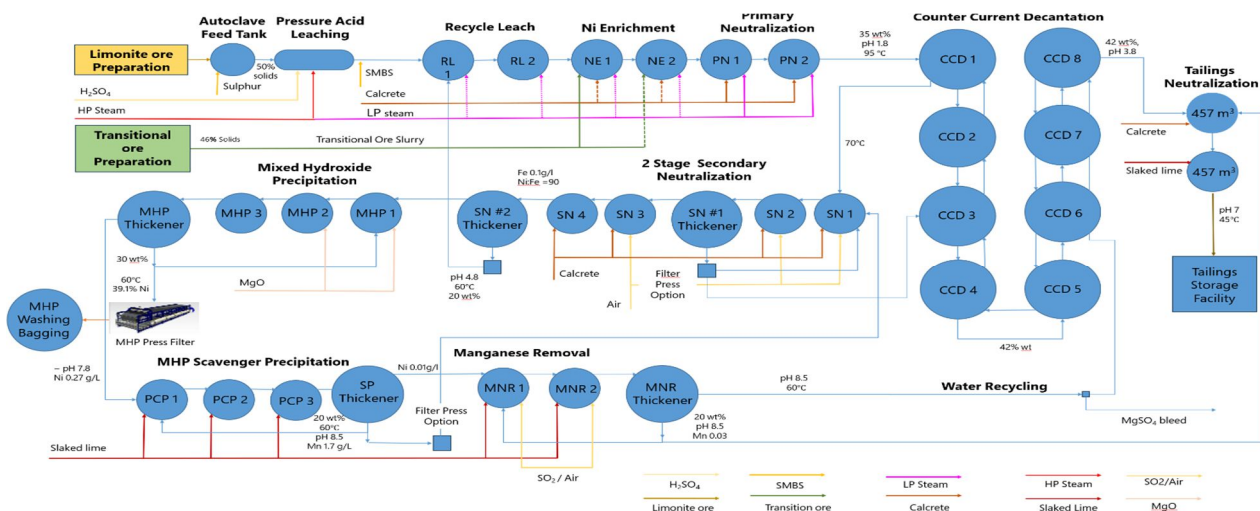 Autoclave
Feed Tank
Pressure Acid
Leaching
Recycle Leach
Ni Enrichment
Primary
Neutralization
Counter Current Decantation
Limonite ore
Preparation
50%
solids
Sulphur
H₂SO₄
HP Steam
SMBS
Calcrete
LP steam
RL
1
RL 2
NE 1
NE 2
PN 1
PN 2
35 wt%
pH 1.8
95 °C
CCD 1
CCD 8
42 wt%,
pH 3.8
Tailings
Neutralization
457 m³
Calcrete
Slaked lime
457 m³
pH 7
45°C
Tailings
Storage
Facility
Transitional
ore
Preparation
46% Solids
Transitional Ore Slurry
70°C
CCD 2
CCD 7
CCD 3
CCD 6
CCD 4
CCD 5
42% wt
Mixed Hydroxide
Precipitation
Fe 0.1g/l
Ni:Fe =90
2 Stage Secondary
Neutralization
MHP
Thickener
MHP 3
MHP 2
MHP 1
SN #2
Thickener
SN 4
SN 3
SN #1
Thickener
SN 2
SN 1
30 wt%
60°C
39.1% Ni
MgO
pH 4.8
60°C
20 wt%
Calcrete
Air
Filter
Press
Option
MHP
Washing
Bagging
MHP Press Filter
MHP Scavenger Precipitation
Manganese Removal
~ pH 7.8
Ni 0.27 g/L
PCP 1
PCP 2
PCP 3
SP
Thickener
Ni 0.01g/l
MNR 1
MNR 2
MNR
Thickener
pH 8.5
60°C
Water Recycling
MgSO₄ bleed
20 wt%
60°C
pH 8.5
Mn 1.7 g/L
Filter Press
Option
20 wt%
pH 8.5
Mn 0.03
Slaked lime
SO₂ / Air
H₂SO₄
SMBS
LP Steam
HP Steam
SO2/Air
Limonite ore
Transition ore
Calcrete
Slaked Lime
MgO